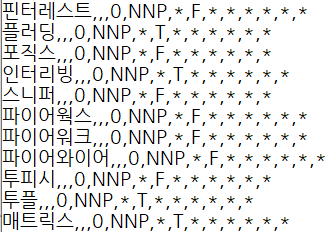 핀터레스트,,,0,NNP,*,F,*,*,*,*,*,*
플러딩,,,0,NNP,*,T,*,*,*,*,*,*
포직스,,,0,NNP,*,F,*,*,*,*,*,*
인터리빙,,,0,NNP,*,T,*,*,*,*,*,*
스니퍼,,,0,NNP,*,F,*,*,*,*,*,*
파이어웍스,,,0,NNP,*,F,*,*,*,*,*,*
파이어워크,,,0,NNP,*,F,*,*,*,*,*,*
파이어와이어,,,0,NNP,*,F,*,*,*,*,*,*
투피시,,,0,NNP,*,F,*,*,*,*,*,*
투플,,,0,NNP,*,T,*,*,*,*,*,*
매트릭스,,,0,NNP,*,T,*,*,*,*,*,*